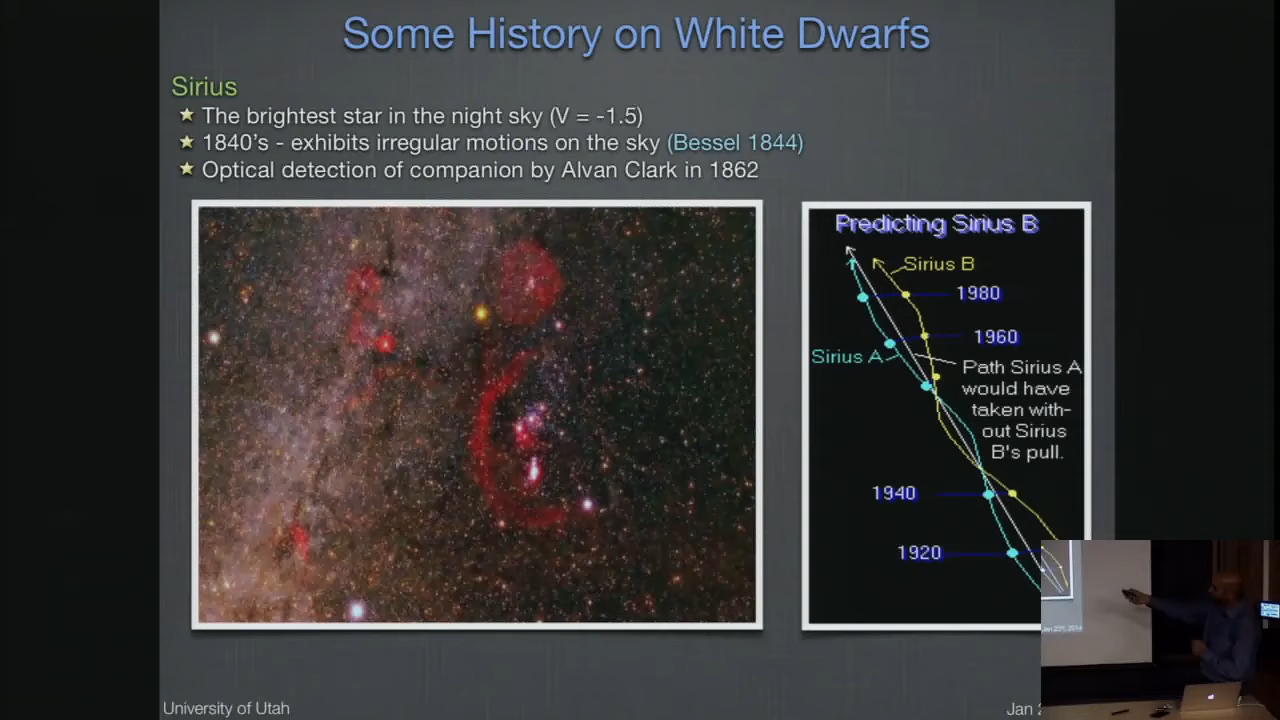 Some History on White Dwarfs
Sirius
The brightest star in the night sky (V = -1.5)
1840's - exhibits irregular motions on the sky (Bessel 1844)
Optical detection of companion by Alvan Clark in 1862
Predicting Sirius B
Sirius B
1980
1960
Sirius A
Path Sirius A
would have
taken with-
out Sirius
B's pull.
1940
1920
University of Utah
Jan 2